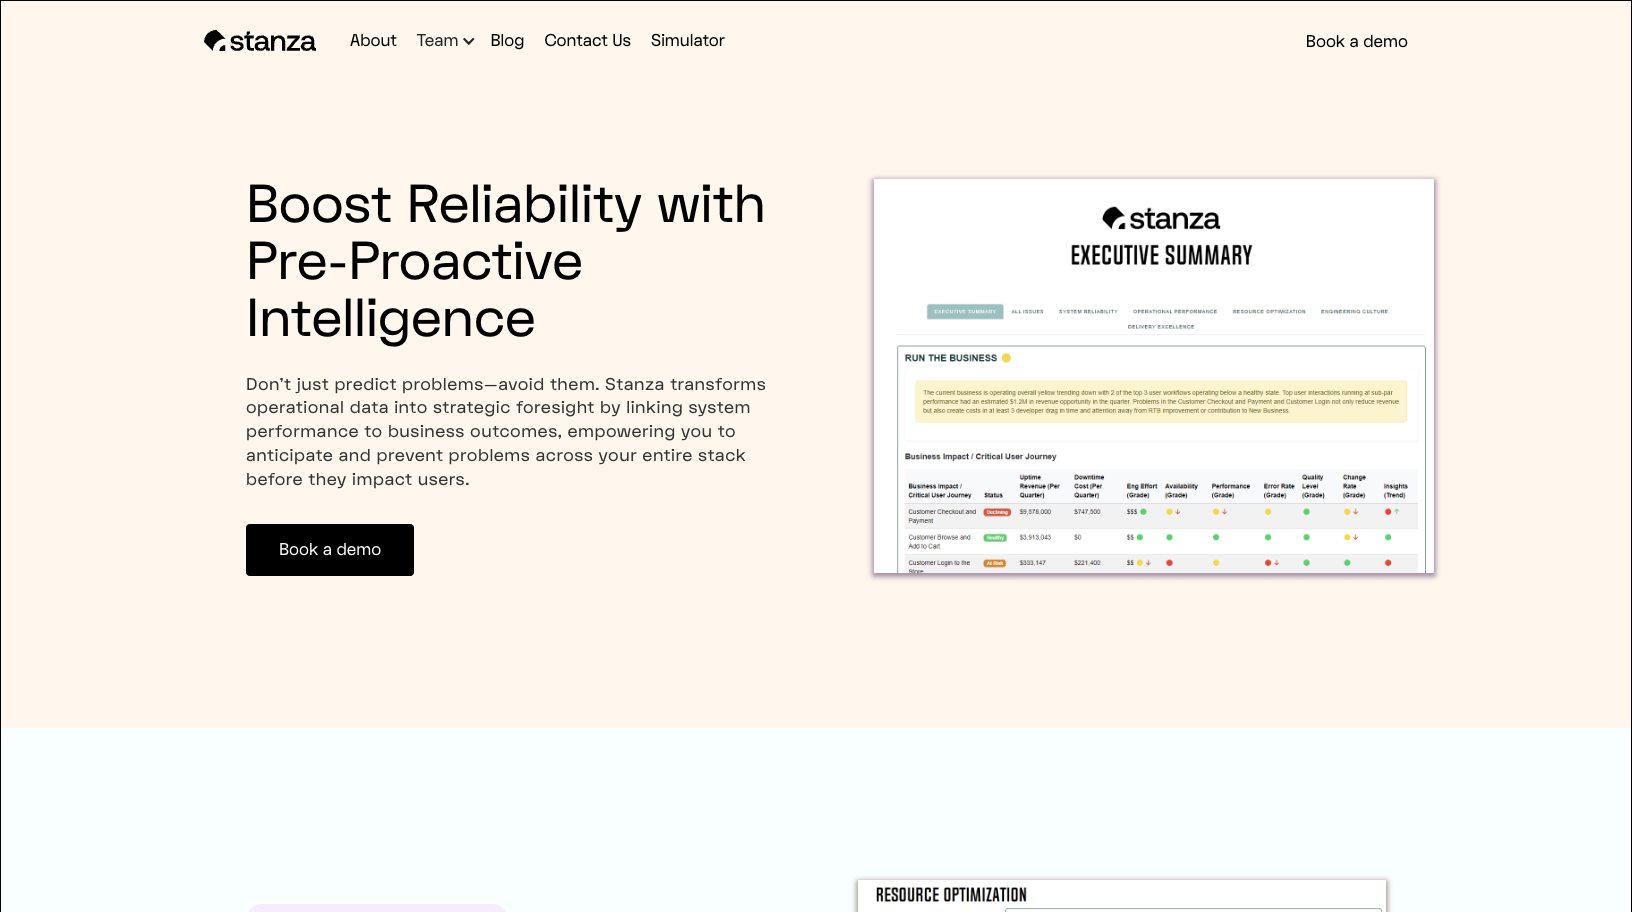 stanza
About Team Blog Contact Us Simulator
Book a demo
Boost Reliability with
Pre-Proactive
Intelligence
Don't just predict problems—avoid them. Stanza transforms
operational data into strategic foresight by linking system
performance to business outcomes, empowering you to
anticipate and prevent problems across your entire stack
before they impact users.
Book a demo
stanza
EXECUTIVE SUMMARY
EXECUTIVE SUMMARY ALL ISSUES SYSTEM RELIABILITY OPERATIONAL PERFORMANCE RESOURCE OPTIMIZATION ENGINEERING CULTURE
DELIVERY EXCELLENCE
RUN THE BUSINESS
The current business is operating overall yellow trending down with 2 of the top 3 user workflows operating below a healthy state. Top user interactions running at sub-par
performance had an estimated $1.2M in revenue opportunity in the quarter. Problems in the Customer Checkout and Payment and Customer Login not only reduce revenue
but also create costs in at least 3 developer drag in time and attention away from RTB improvement or contribution to New Business.
Business Impact / Critical User Journey
Business Impact / Critical User Journey Status Uptime Revenue (Per Quarter) Downtime Cost (Per Quarter) Eng Effort (Grade) Availability (Grade) Performance (Grade) Error Rate (Grade) Quality Level (Grade) Change Rate (Grade) Insights (Trend)
Customer Checkout and Payment Declining $9,578,000 $747,500 $$$
Customer Browse and Add to Cart Healthy $3,913,043 $0 $$
Customer Login to the Store At Risk $333,147 $221,400 $$
RESOURCE OPTIMIZATION